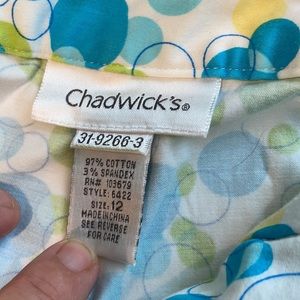 Chadwick's®
31-9266-3
97% COTTON
3% SPANDEX
RN# 103679
STYLE: 6422
SIZE: 12
MADE IN CHINA
SEE REVERSE
FOR CARE